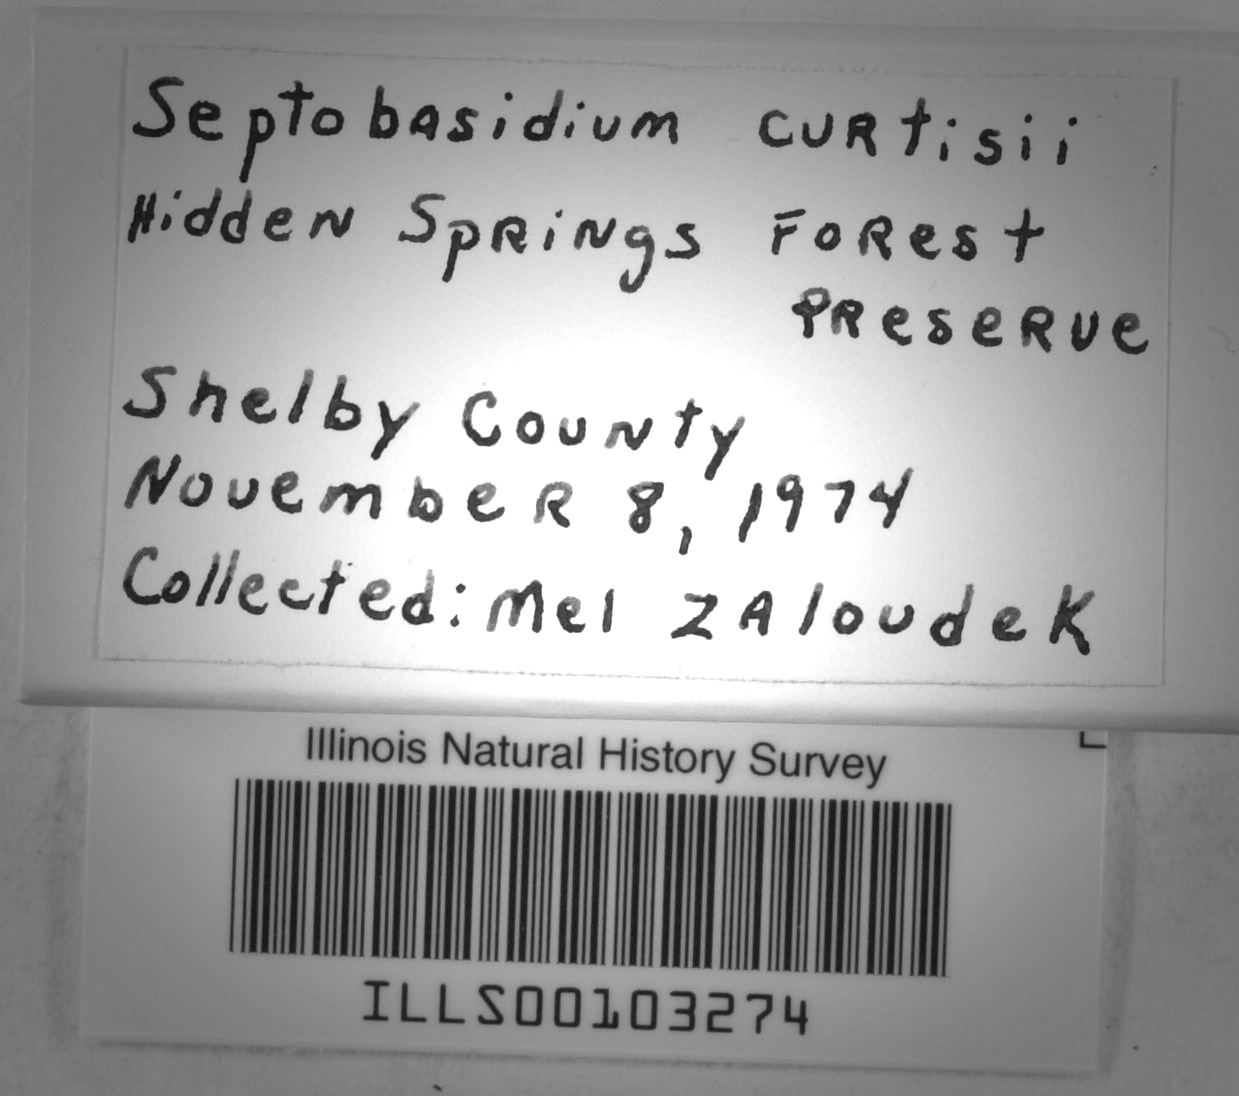 Septobasidium curtisii
Hidden Springs Forest
Preserve
Shelby County
November 8, 1974
Collected: Mel Zaloudek
Illinois Natural History Survey
ILLS00103274